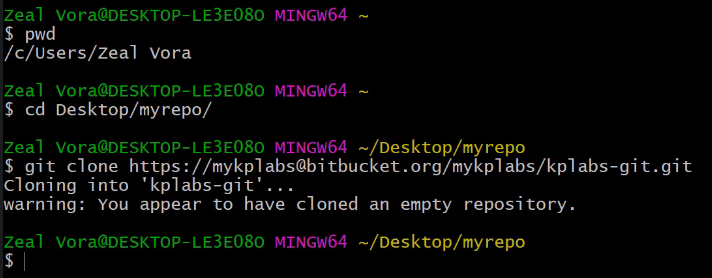 Zeal Vora@DESKTOP-LE3E08O MINGW64 ~
$ pwd
/c/Users/Zeal Vora
Zeal Vora@DESKTOP-LE3E08O MINGW64 ~
$ cd Desktop/myrepo/
Zeal Vora@DESKTOP-LE3E08O MINGW64 ~/Desktop/myrepo
$ git clone https://mykplabs@bitbucket.org/mykplabs/kplabs-git.git
Cloning into 'kplabs-git'...
warning: You appear to have cloned an empty repository.
Zeal Vora@DESKTOP-LE3E08O MINGW64 ~/Desktop/myrepo
$